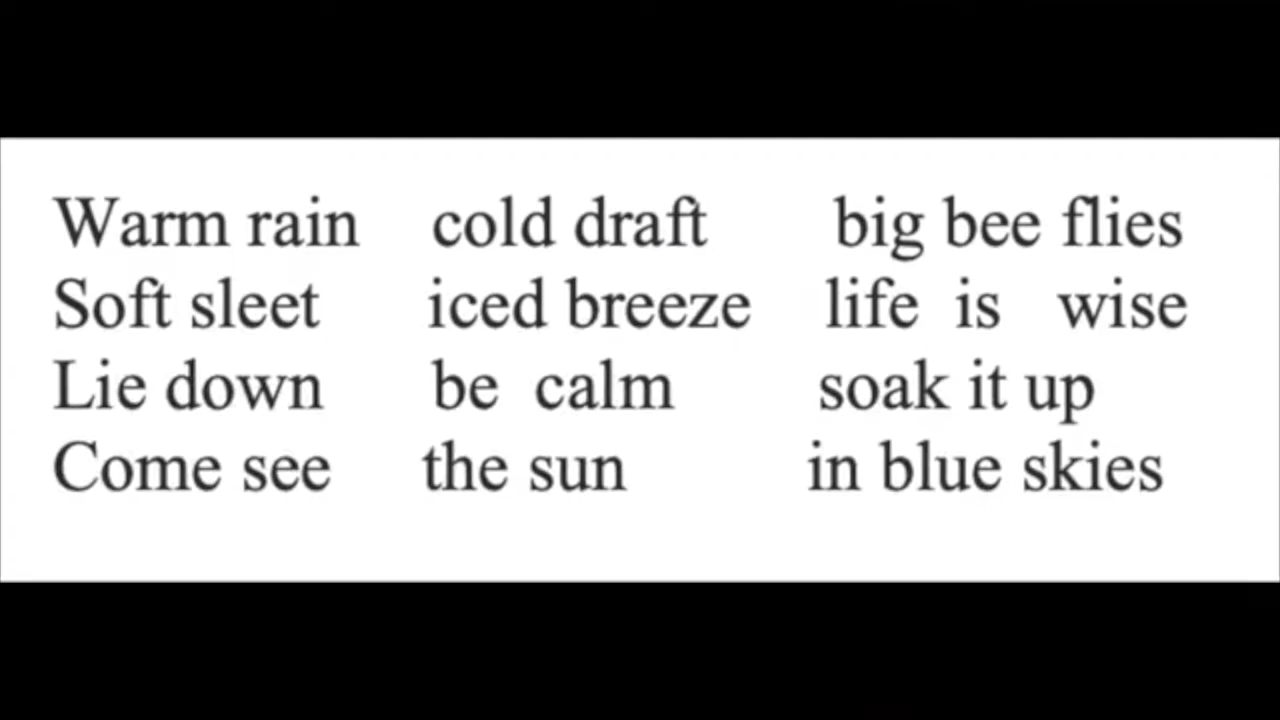 Warm rain cold draft big bee flies
Soft sleet iced breeze life is wise
Lie down be calm soak it up
Come see the sun in blue skies